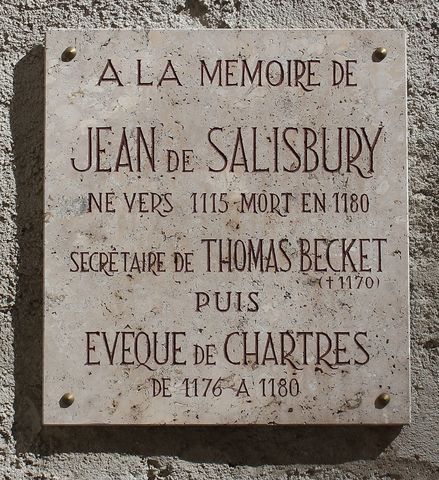 A LA MEMOIRE DE
JEAN DE SALISBURY
NE VERS 1115-MORT EN 1180
SECRÉTAIRE DE THOMAS BECKET
(†1170)
PUIS
EVÊQUE DE CHARTRES
DE 1176 A 1180